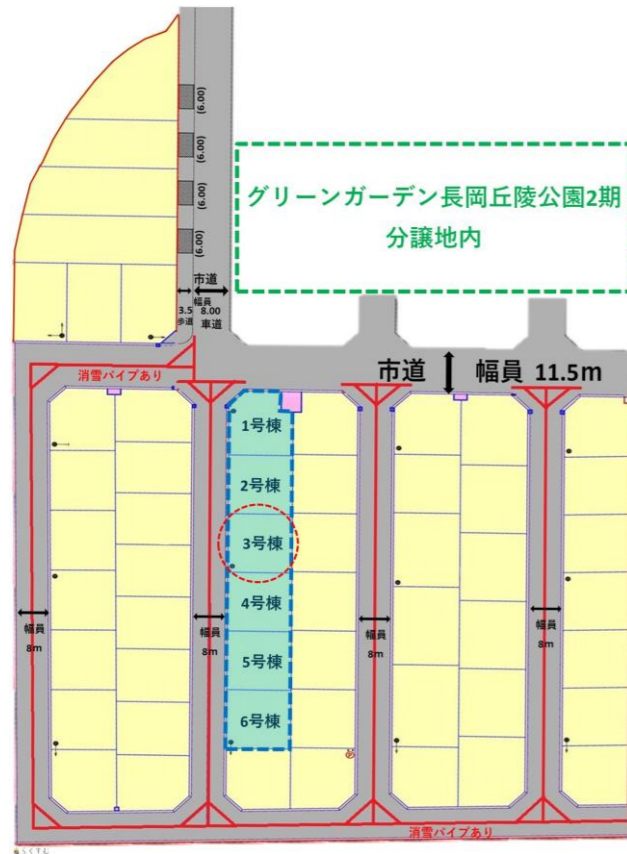 (6.00)
(6.00)
(6.00)
(6.00)
グリーンガーデン長岡丘陵公園2期
分譲地内
市道
幅員
3.5 8.00
歩道 車道
市道 幅員 11.5m
消雪パイプあり
1号棟
2号棟
3号棟
4号棟
5号棟
6号棟
幅員
8m
幅員
8m
幅員
8m
幅員
8m
消雪パイプあり
らくすむ